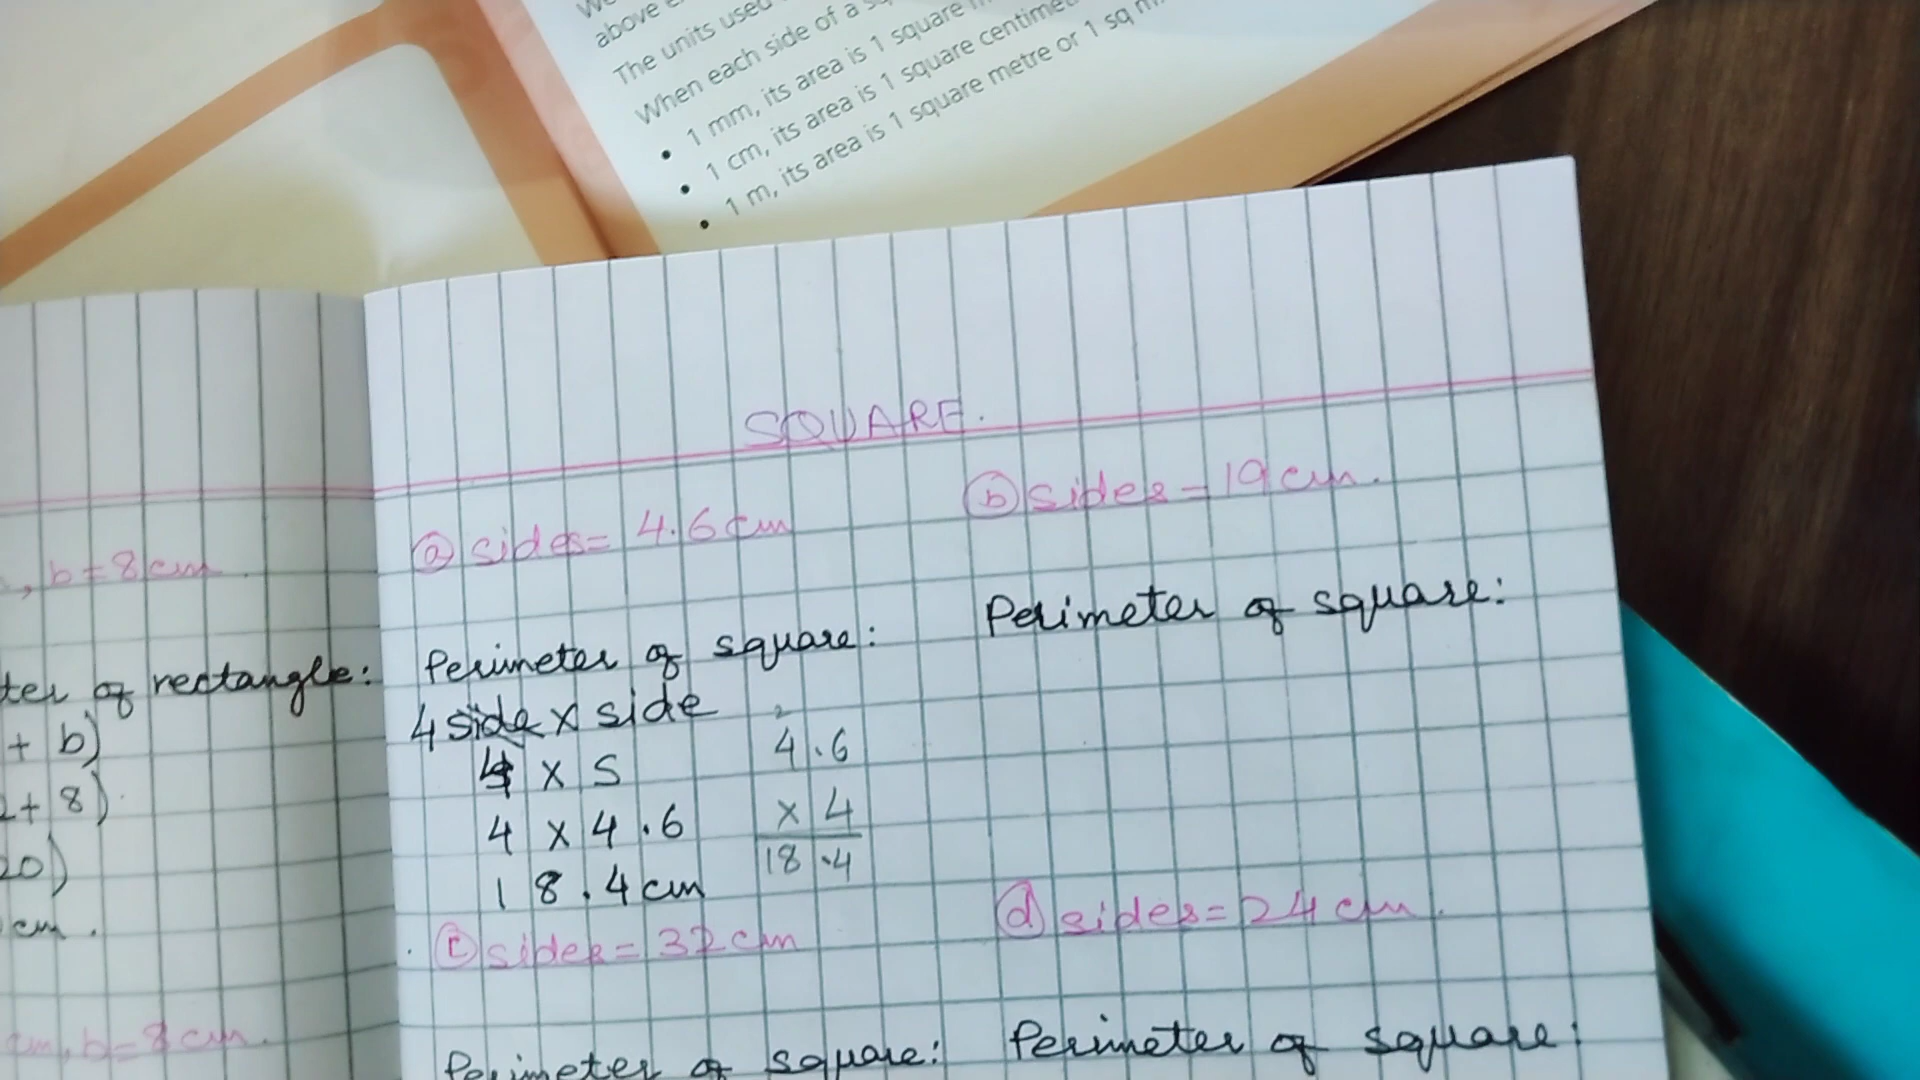 above
The units used
When each side of a
1 mm, its area is 1 square
1 cm, its area is 1 square
1 m, its area is 1 square metre or 1 sq
, b = 8 cm
of rectangle:
+ b)
+ 8)
20)
cm.
cm, b = 8 cm.
SQUARE.
ⓐ sides = 4.6 cm
Perimeter of square:
4 side x side
4 x S
4 x 4.6
18.4 cm
2
4.6
x 4
18.4
ⓑ sides = 19 cm.
Perimeter of square:
ⓒ sides = 32 cm
Perimeter of square:
ⓓ sides = 24 cm.
Perimeter of square: